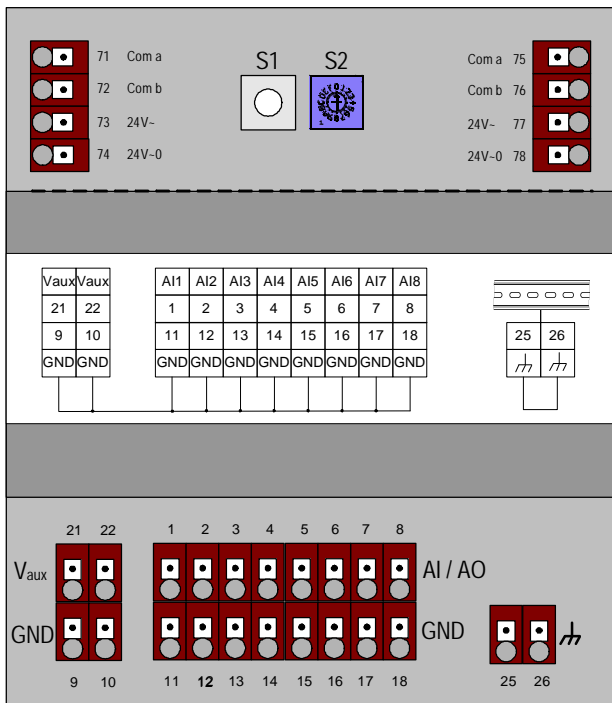 S1 S2
71 Com a
72 Com b
73 24V~
74 24V~0
Com a 75
Com b 76
24V~ 77
24V~0 78
Vaux Vaux AI1 AI2 AI3 AI4 AI5 AI6 AI7 AI8
21 22 1 2 3 4 5 6 7 8 25 26
9 10 11 12 13 14 15 16 17 18
GND GND GND GND GND GND GND GND GND GND
21 22 1 2 3 4 5 6 7 8
Vaux AI / AO
GND GND
9 10 11 12 13 14 15 16 17 18 25 26